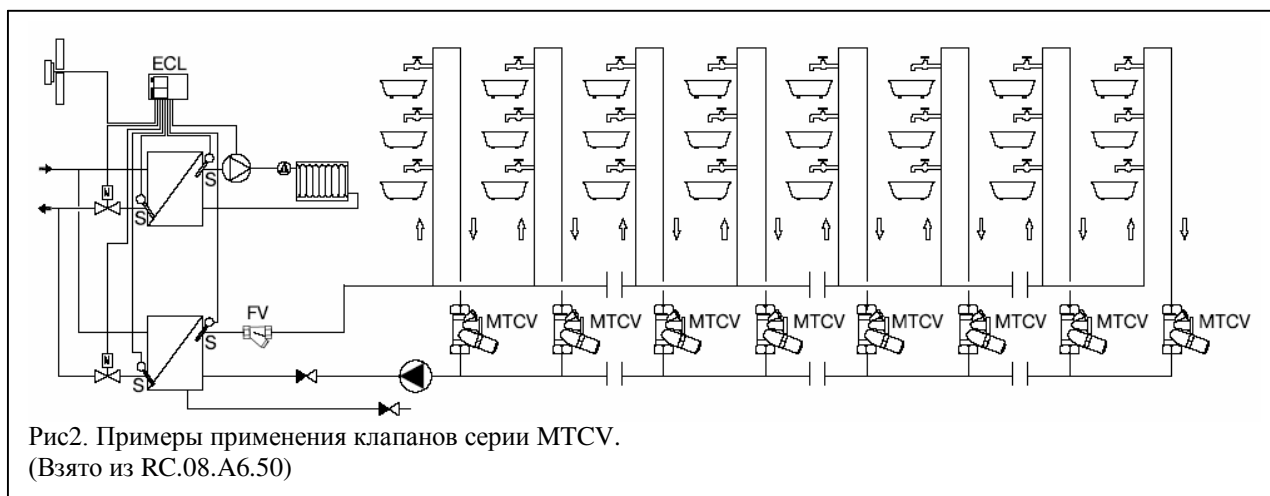 ECL
S
S
FV
S
S
MTCV MTCV MTCV MTCV MTCV MTCV MTCV MTCV
Рис2. Примеры применения клапанов серии MTCV.
(Взято из RC.08.A6.50)